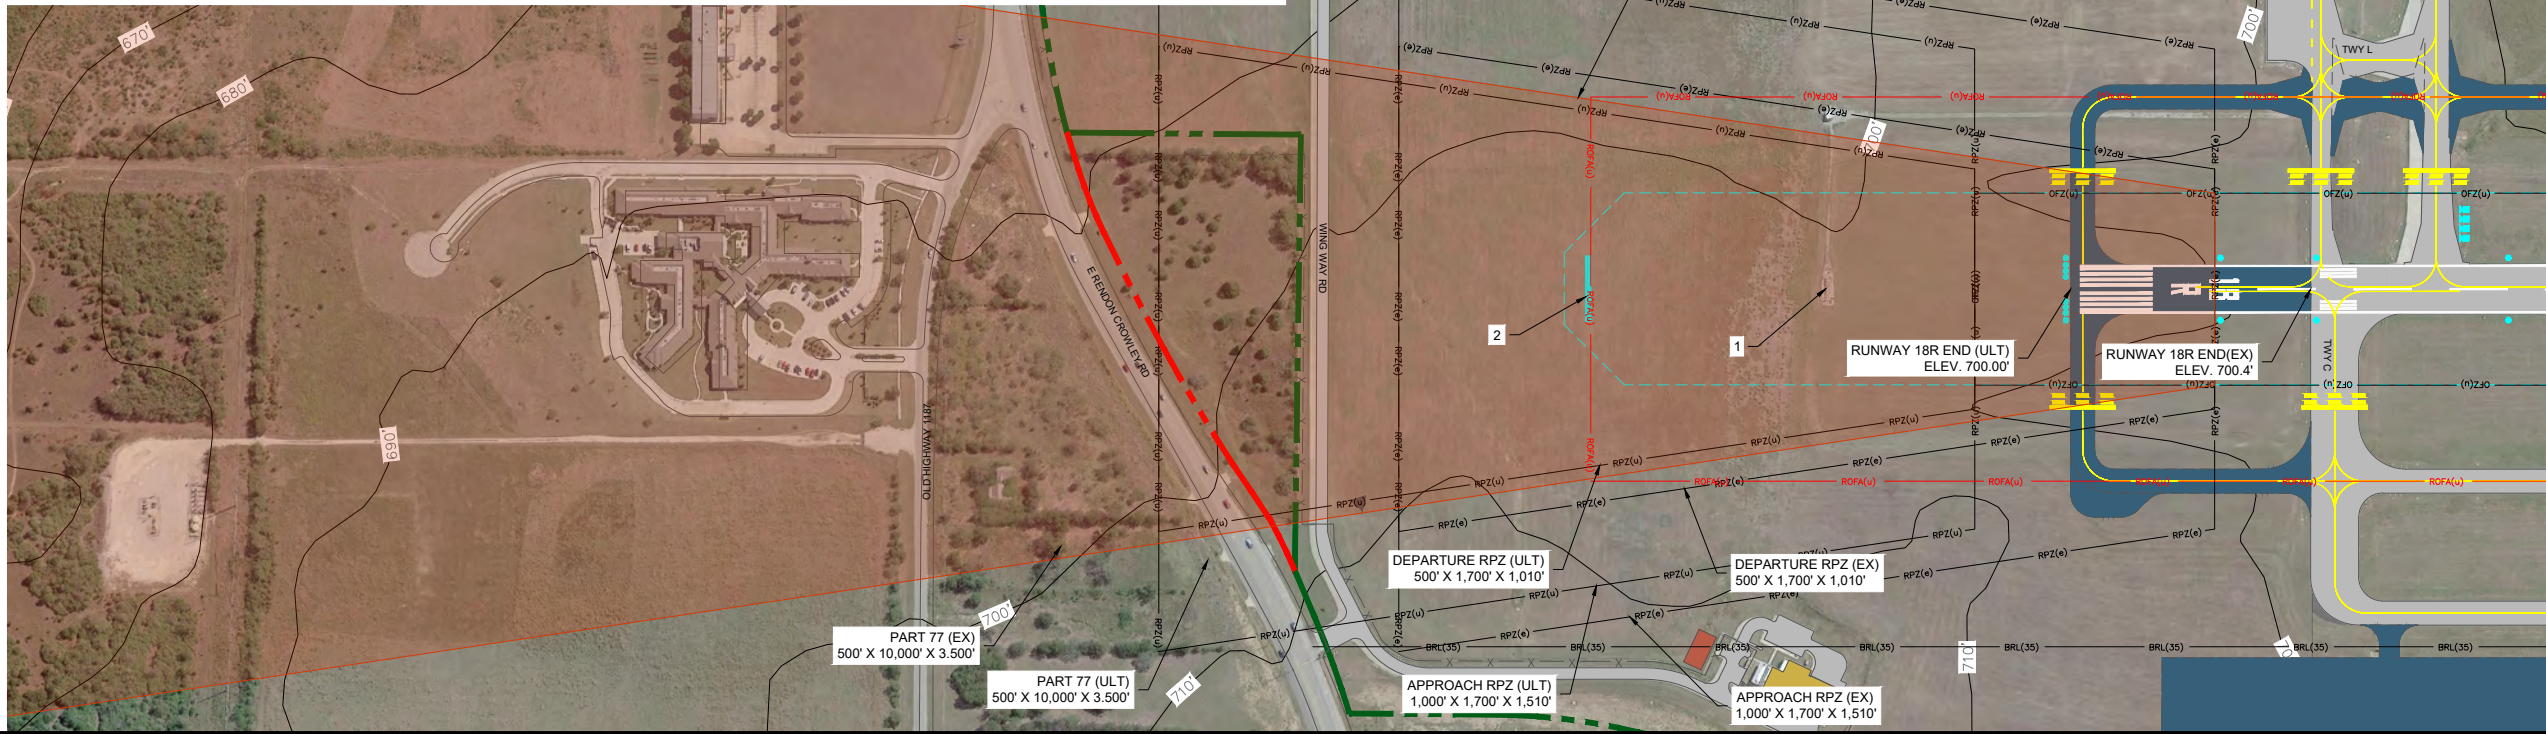 670'
680'
690'
700'
710'
700'
700'
710'
TWY L
TWY C
OLD HIGHWAY 1187
E RENDON CROWLEY RD
WING WAY RD
RPZ(u)
RPZ(e)
ROFA(u)
OFZ(u)
BRL(35)
18R
2
1
RUNWAY 18R END (ULT)
ELEV. 700.00'
RUNWAY 18R END(EX)
ELEV. 700.4'
DEPARTURE RPZ (ULT)
500' X 1,700' X 1,010'
DEPARTURE RPZ (EX)
500' X 1,700' X 1,010'
PART 77 (EX)
500' X 10,000' X 3.500'
PART 77 (ULT)
500' X 10,000' X 3.500'
APPROACH RPZ (ULT)
1,000' X 1,700' X 1,510'
APPROACH RPZ (EX)
1,000' X 1,700' X 1,510'